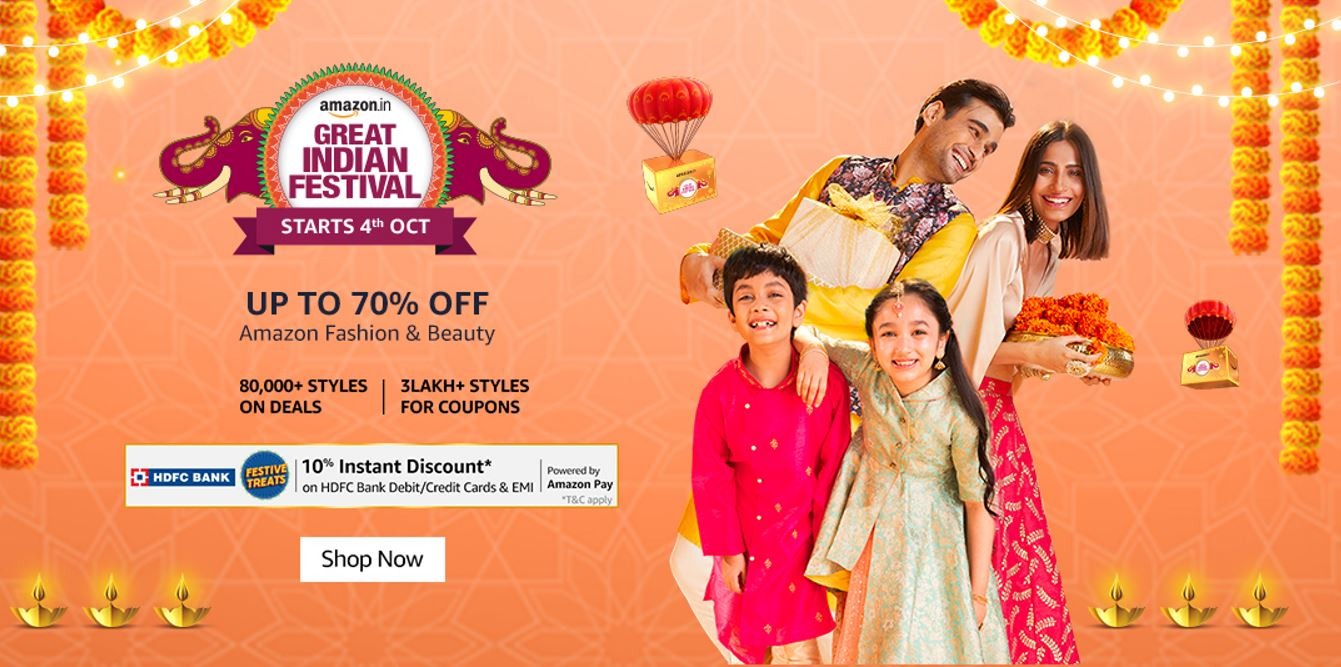 amazon.in
GREAT
INDIAN
FESTIVAL
STARTS 4th OCT
UP TO 70% OFF
Amazon Fashion & Beauty
80,000+ STYLES
ON DEALS
3LAKH+ STYLES
FOR COUPONS
HDFC BANK
FESTIVE
TREATS
10% Instant Discount*
on HDFC Bank Debit/Credit Cards & EMI
Powered by
Amazon Pay
*T&C apply
Shop Now